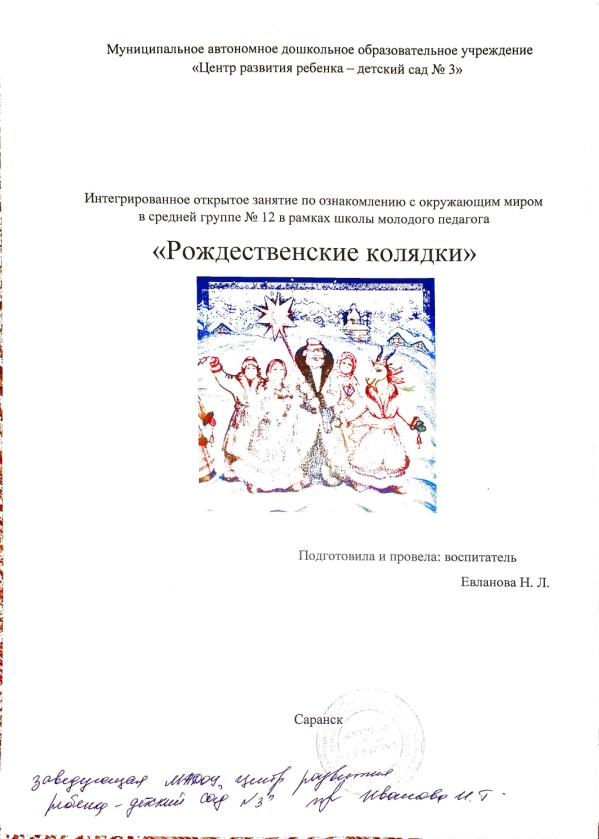 Муниципальное автономное дошкольное образовательное учреждение
«Центр развития ребенка – детский сад № 3»
Интегрированное открытое занятие по ознакомлению с окружающим миром
в средней группе № 12 в рамках школы молодого педагога
«Рождественские колядки»
Подготовила и провела: воспитатель
Евланова Н. Л.
Саранск
заведующая МАДОУ "Центр развития
ребенка - детский сад №3" Иванова И.Т.